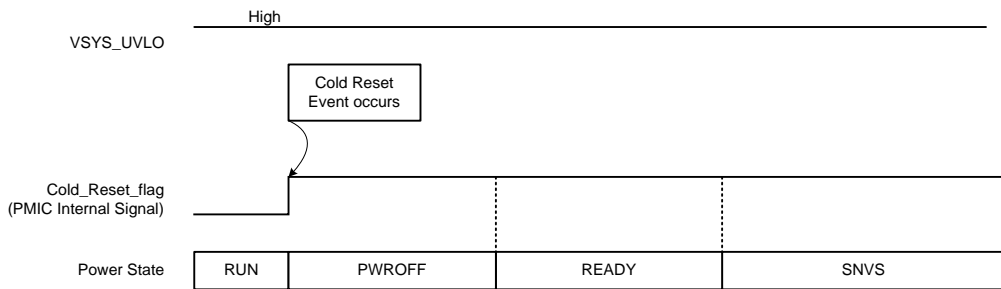 High
VSYS_UVLO
Cold Reset
Event occurs
Cold_Reset_flag
(PMIC Internal Signal)
Power State
RUN
PWROFF
READY
SNVS